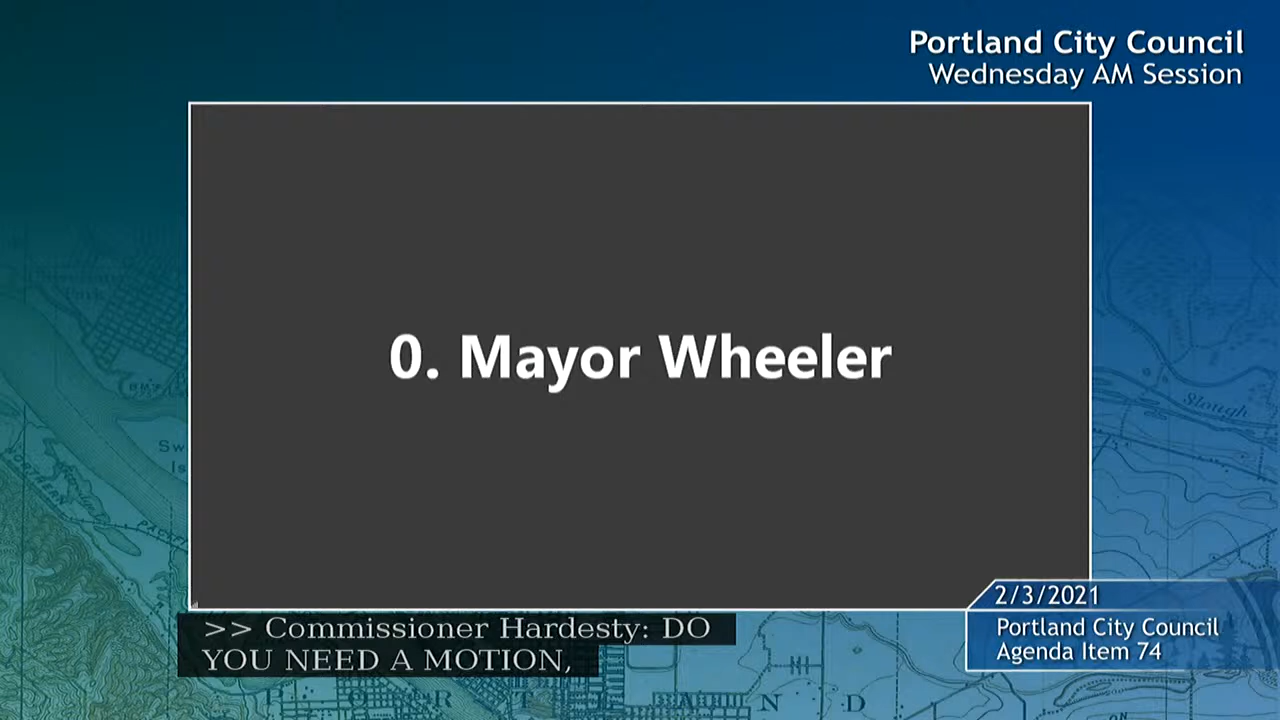 Portland City Council
Wednesday AM Session
0. Mayor Wheeler
Slough
2/3/2021
Portland City Council
Agenda Item 74
>> Commissioner Hardesty: DO
YOU NEED A MOTION,
P O R T L A N D